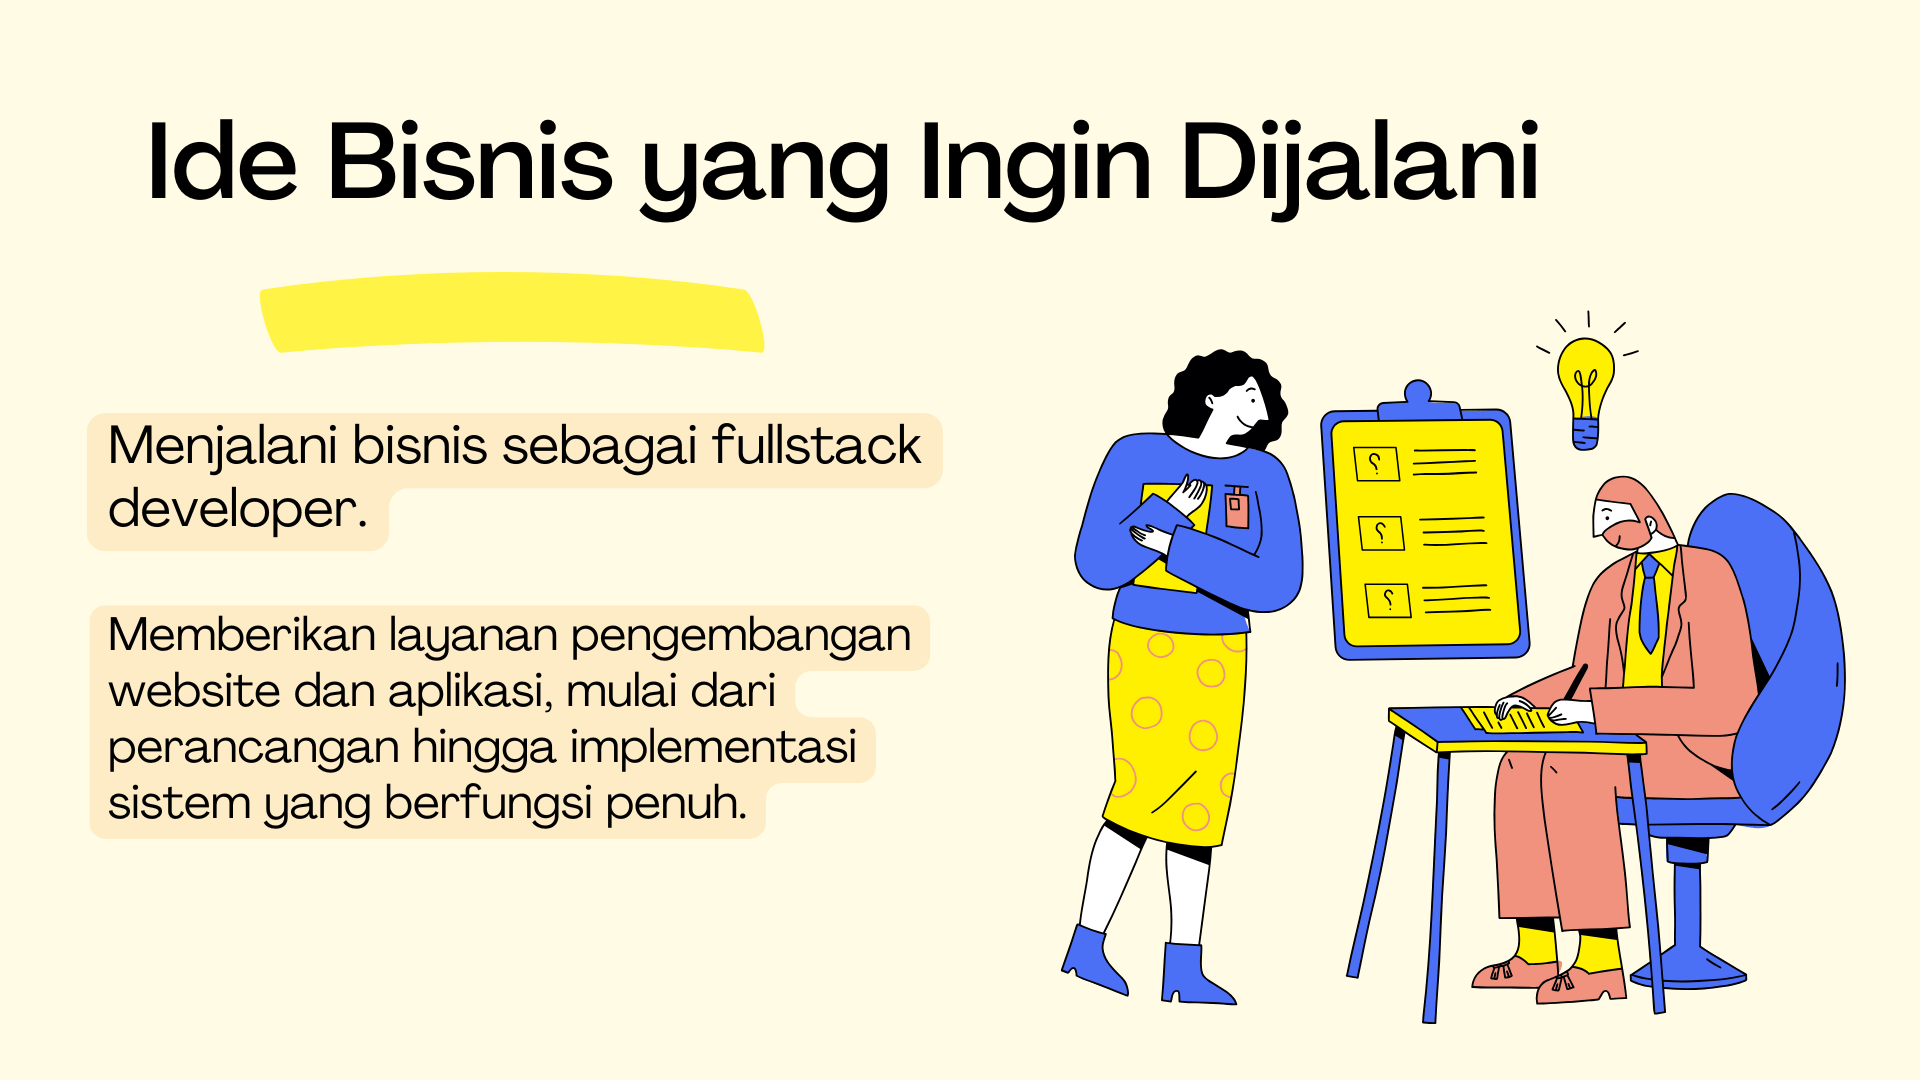 Ide Bisnis yang Ingin Dijalani
Menjalani bisnis sebagai fullstack
developer.
Memberikan layanan pengembangan
website dan aplikasi, mulai dari
perancangan hingga implementasi
sistem yang berfungsi penuh.